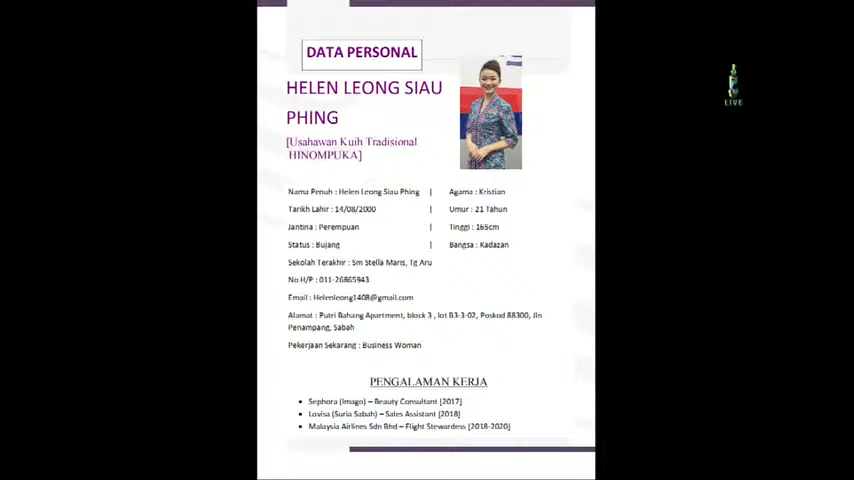 DATA PERSONAL
HELEN LEONG SIAU
PHING
[Usahawan Kuih Tradisional
HINOMPUKA]
Nama Penuh : Helen Leong Siau Phing | Agama : Kristian
Tarikh Lahir : 14/08/2000 | Umur : 21 Tahun
Jantina : Perempuan | Tinggi : 165cm
Status : Bujang | Bangsa : Kadazan
Sekolah Terakhir : Sm Stella Maris, Tg Aru
No H/P : 011-26865943
Email : Helenleong1408@gmail.com
Alamat : Putri Bahang Apartment, block 3 , lot B3-3-02, Poskod 88300, Jln
Penampang, Sabah
Pekerjaan Sekarang : Business Woman
PENGALAMAN KERJA
• Sephora (Imago) – Beauty Consultant [2017]
• Lovisa (Suria Sabah) – Sales Assistant [2018]
• Malaysia Airlines Sdn Bhd – Flight Stewardess [2018-2020]
LIVE